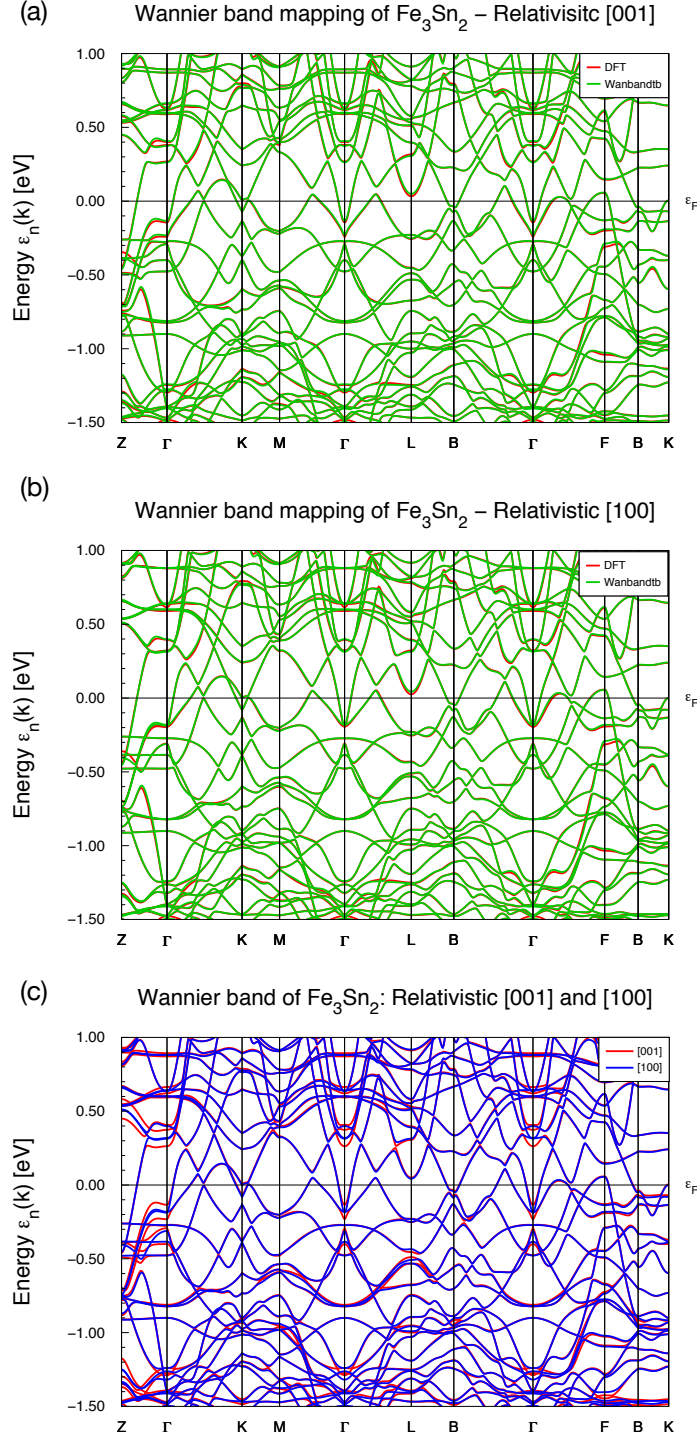 (a)
Wannier band mapping of Fe3Sn2 – Relativisitc [001]
1.00
0.50
0.00
−0.50
−1.00
−1.50
Energy εn(k) [eV]
DFT
Wanbandtb
εF
Z Γ K M Γ L B Γ F B K
(b)
Wannier band mapping of Fe3Sn2 – Relativistic [100]
1.00
0.50
0.00
−0.50
−1.00
−1.50
Energy εn(k) [eV]
DFT
Wanbandtb
εF
Z Γ K M Γ L B Γ F B K
(c)
Wannier band of Fe3Sn2: Relativistic [001] and [100]
1.00
0.50
0.00
−0.50
−1.00
−1.50
Energy εn(k) [eV]
[001]
[100]
εF
Z Γ K M Γ L B Γ F B K